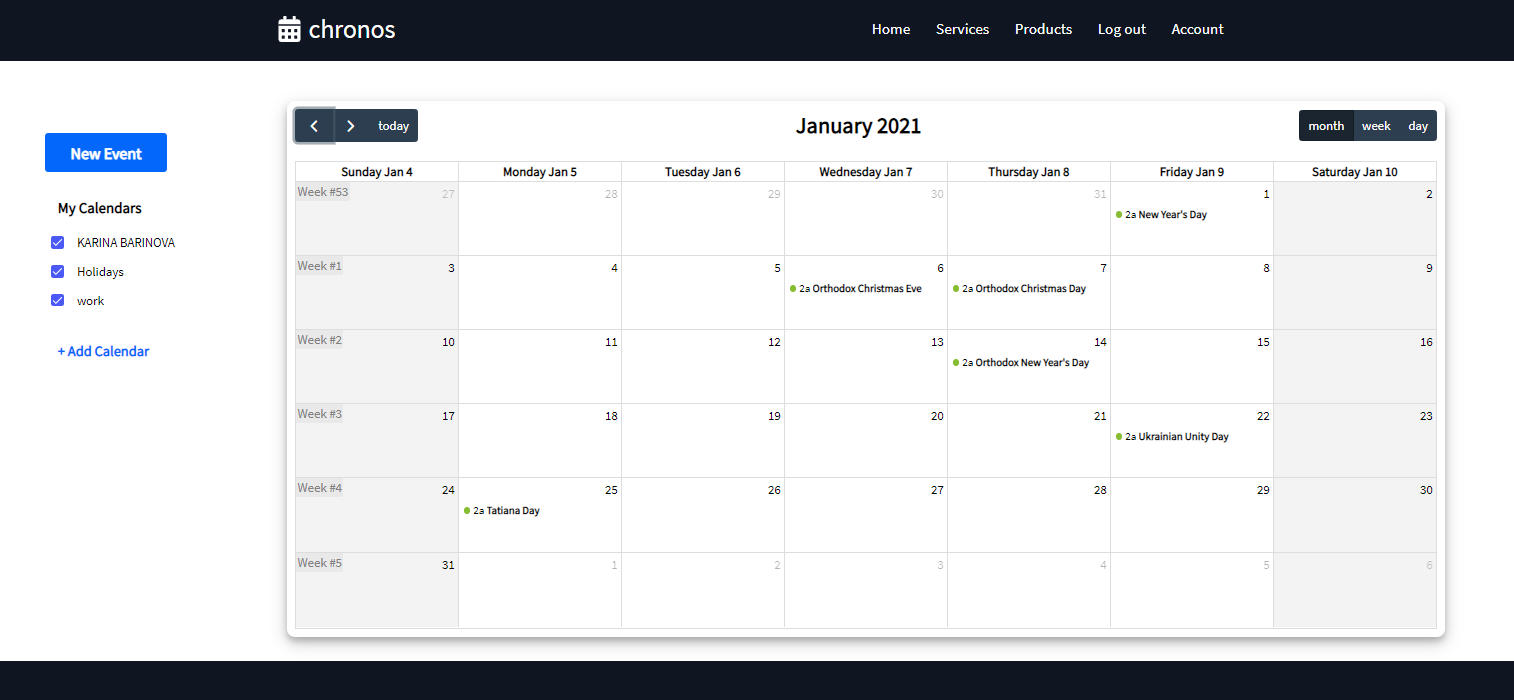 chronos
Home Services Products Log out Account
New Event
My Calendars
KARINA BARINOVA
Holidays
work
+ Add Calendar
today
January 2021
month week day
Sunday Jan 4 Monday Jan 5 Tuesday Jan 6 Wednesday Jan 7 Thursday Jan 8 Friday Jan 9 Saturday Jan 10
Week #53 27 28 29 30 31 1 2
2a New Year's Day
Week #1 3 4 5 6 7 8 9
2a Orthodox Christmas Eve 2a Orthodox Christmas Day
Week #2 10 11 12 13 14 15 16
2a Orthodox New Year's Day
Week #3 17 18 19 20 21 22 23
2a Ukrainian Unity Day
Week #4 24 25 26 27 28 29 30
2a Tatiana Day
Week #5 31 1 2 3 4 5 6